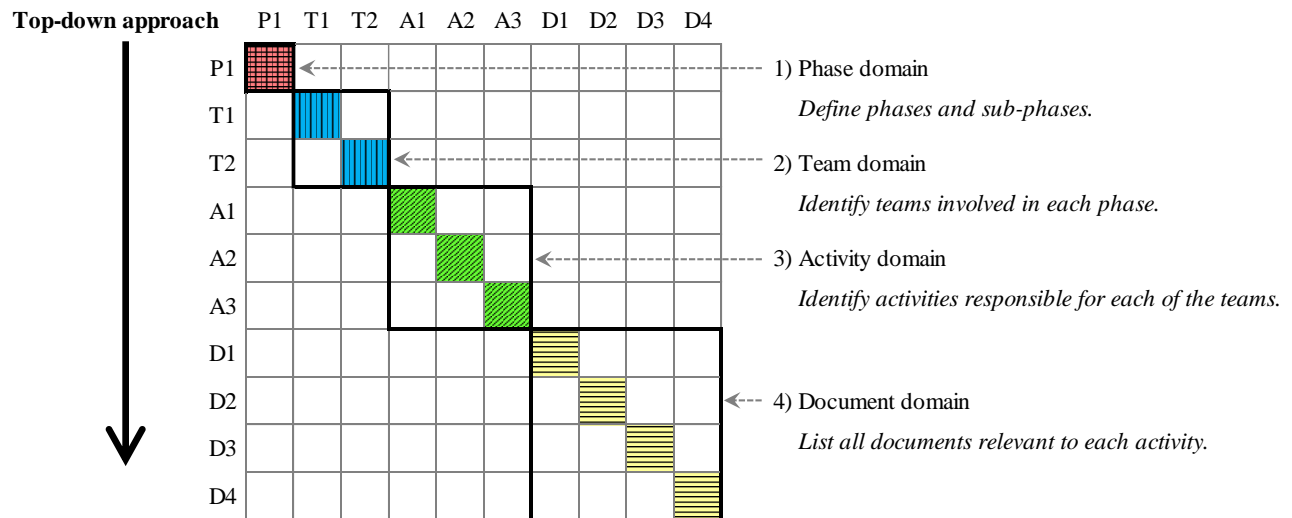 Top-down approach P1 T1 T2 A1 A2 A3 D1 D2 D3 D4
P1 1) Phase domain
T1 Define phases and sub-phases.
T2 2) Team domain
A1 Identify teams involved in each phase.
A2 3) Activity domain
A3 Identify activities responsible for each of the teams.
D1
D2 4) Document domain
D3 List all documents relevant to each activity.
D4